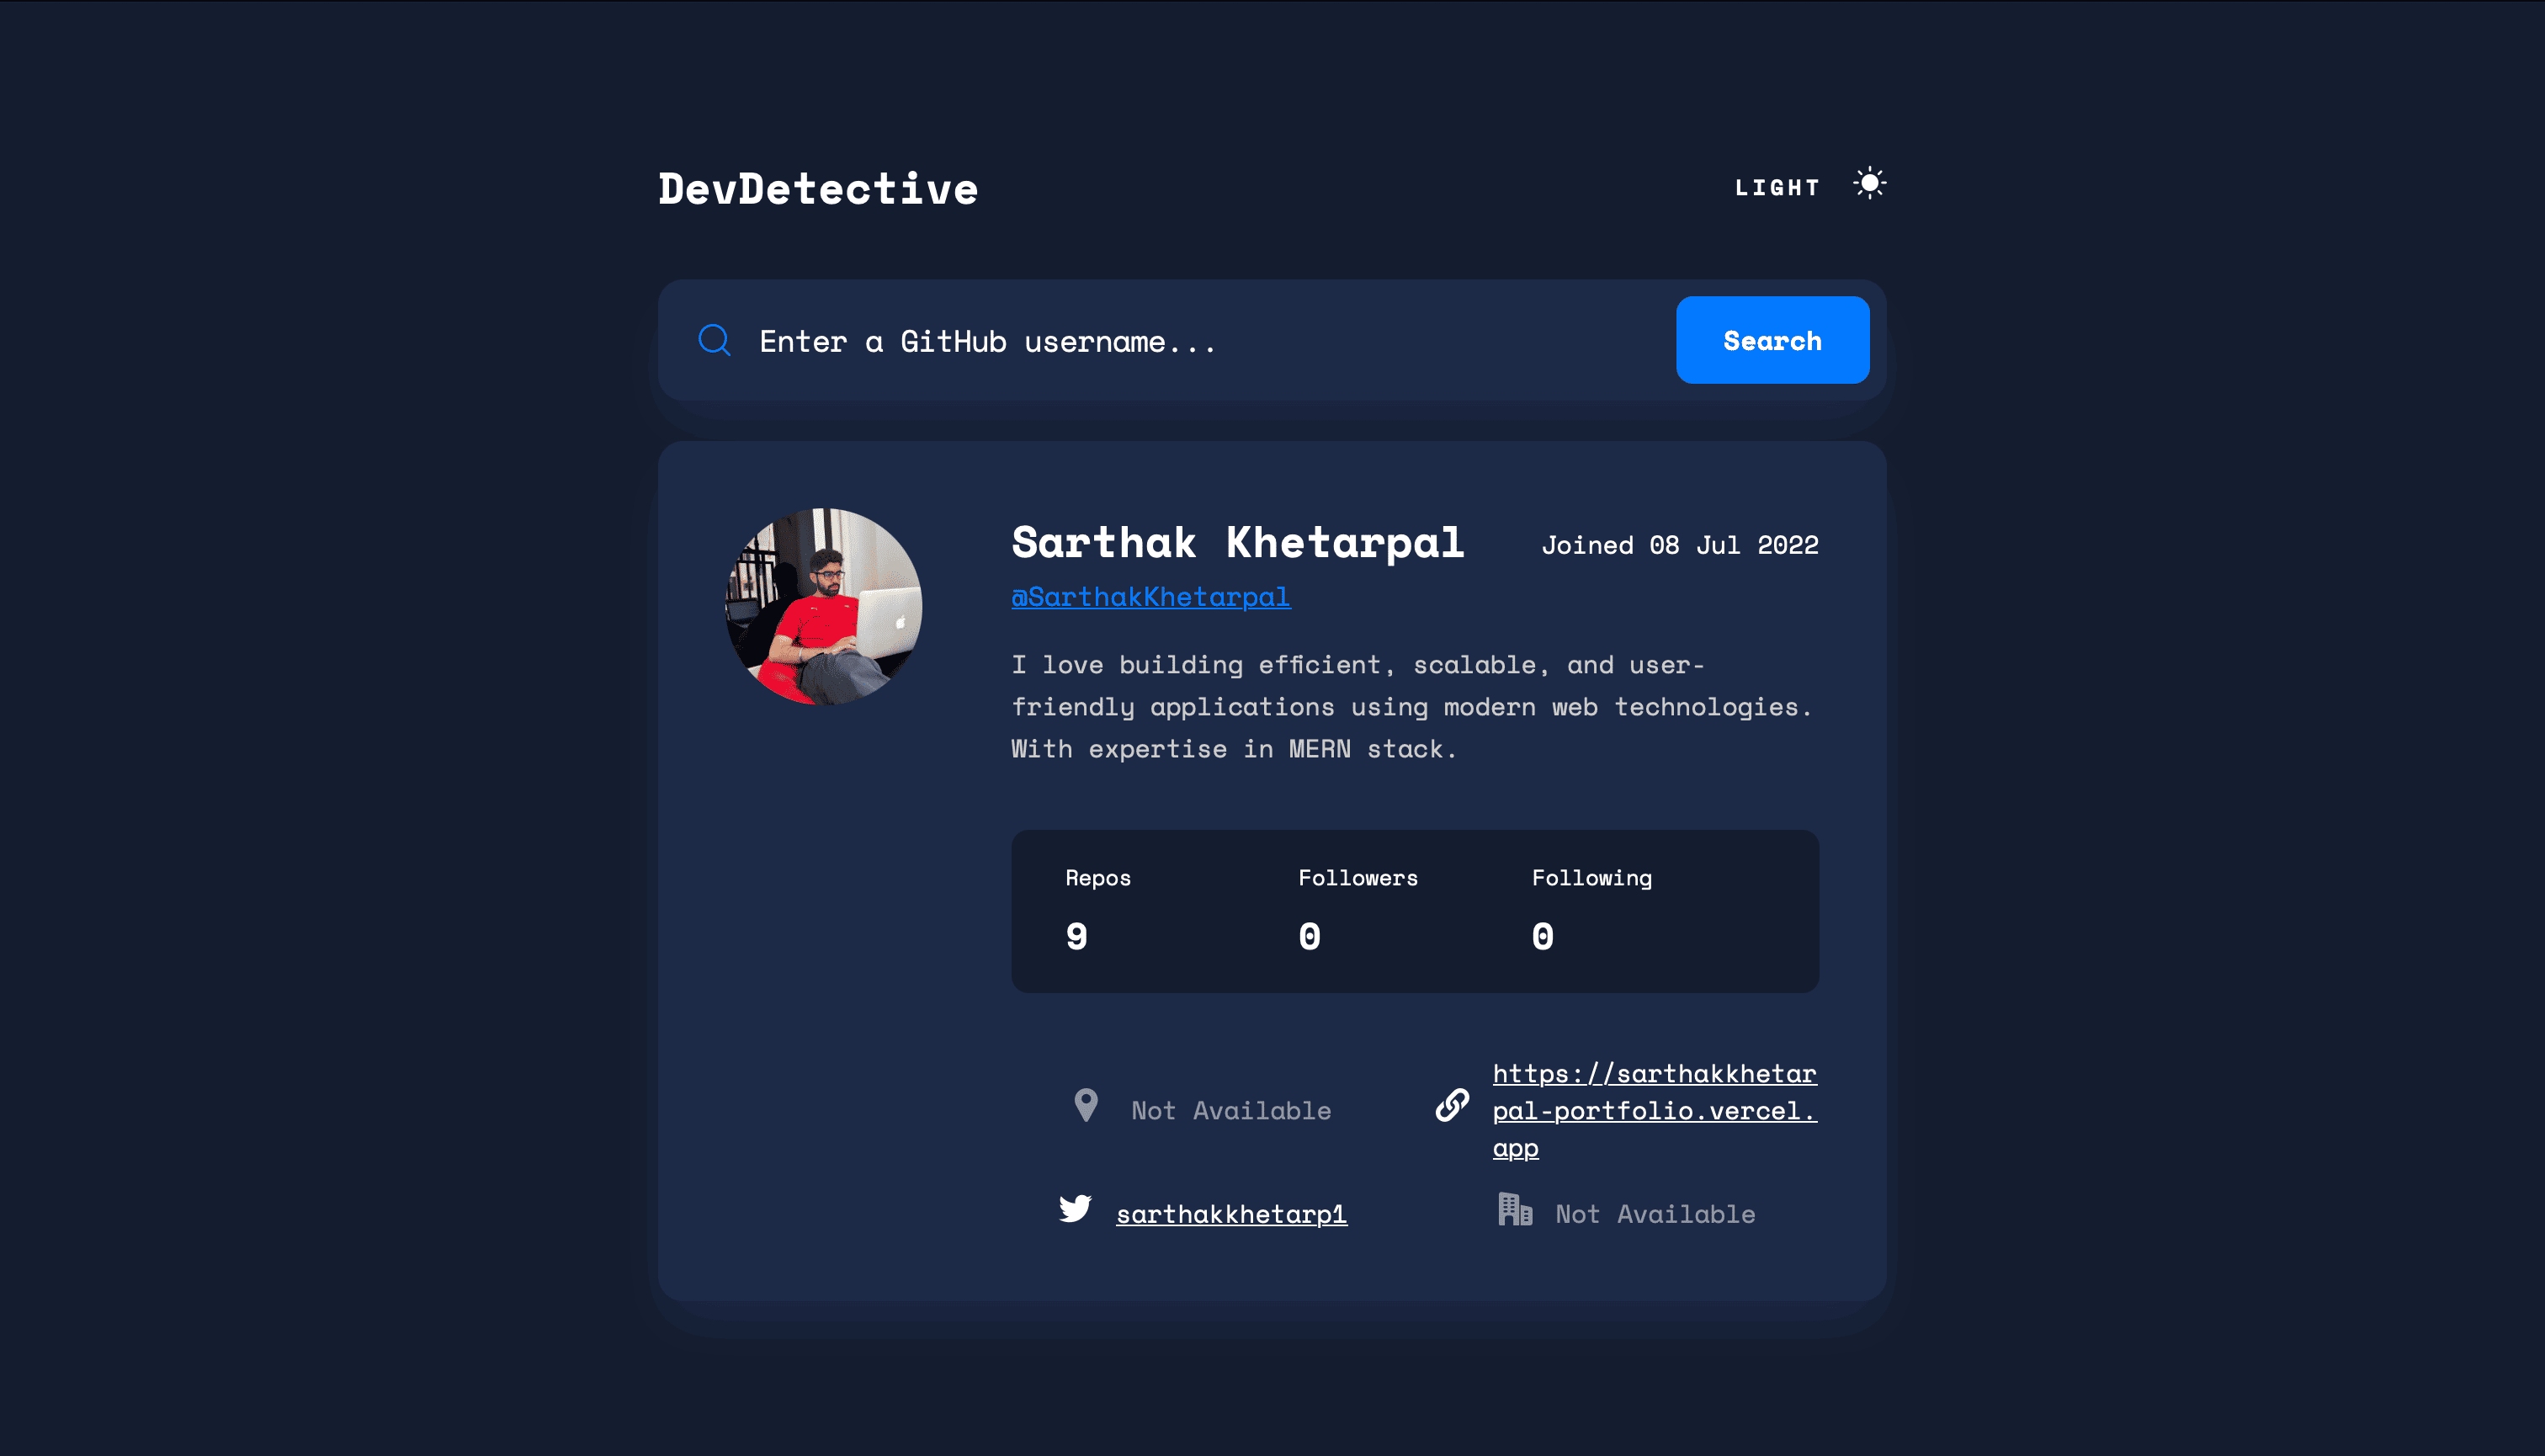 DevDetective
LIGHT
Enter a GitHub username...
Search
Sarthak Khetarpal
Joined 08 Jul 2022
@SarthakKhetarpal
I love building efficient, scalable, and user-
friendly applications using modern web technologies.
With expertise in MERN stack.
Repos Followers Following
9 0 0
Not Available
https://sarthakkhetar
pal-portfolio.vercel.
app
sarthakkhetarp1
Not Available